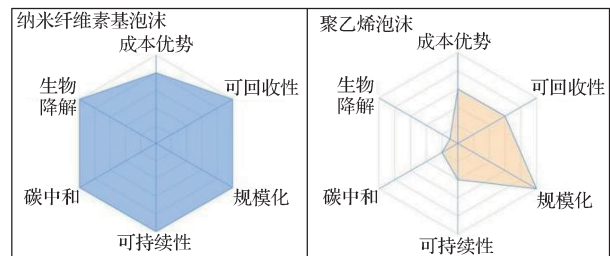 纳米纤维素基泡沫
成本优势
生物
降解
可回收性
碳中和
规模化
可持续性
聚乙烯泡沫
成本优势
生物
降解
可回收性
碳中和
规模化
可持续性